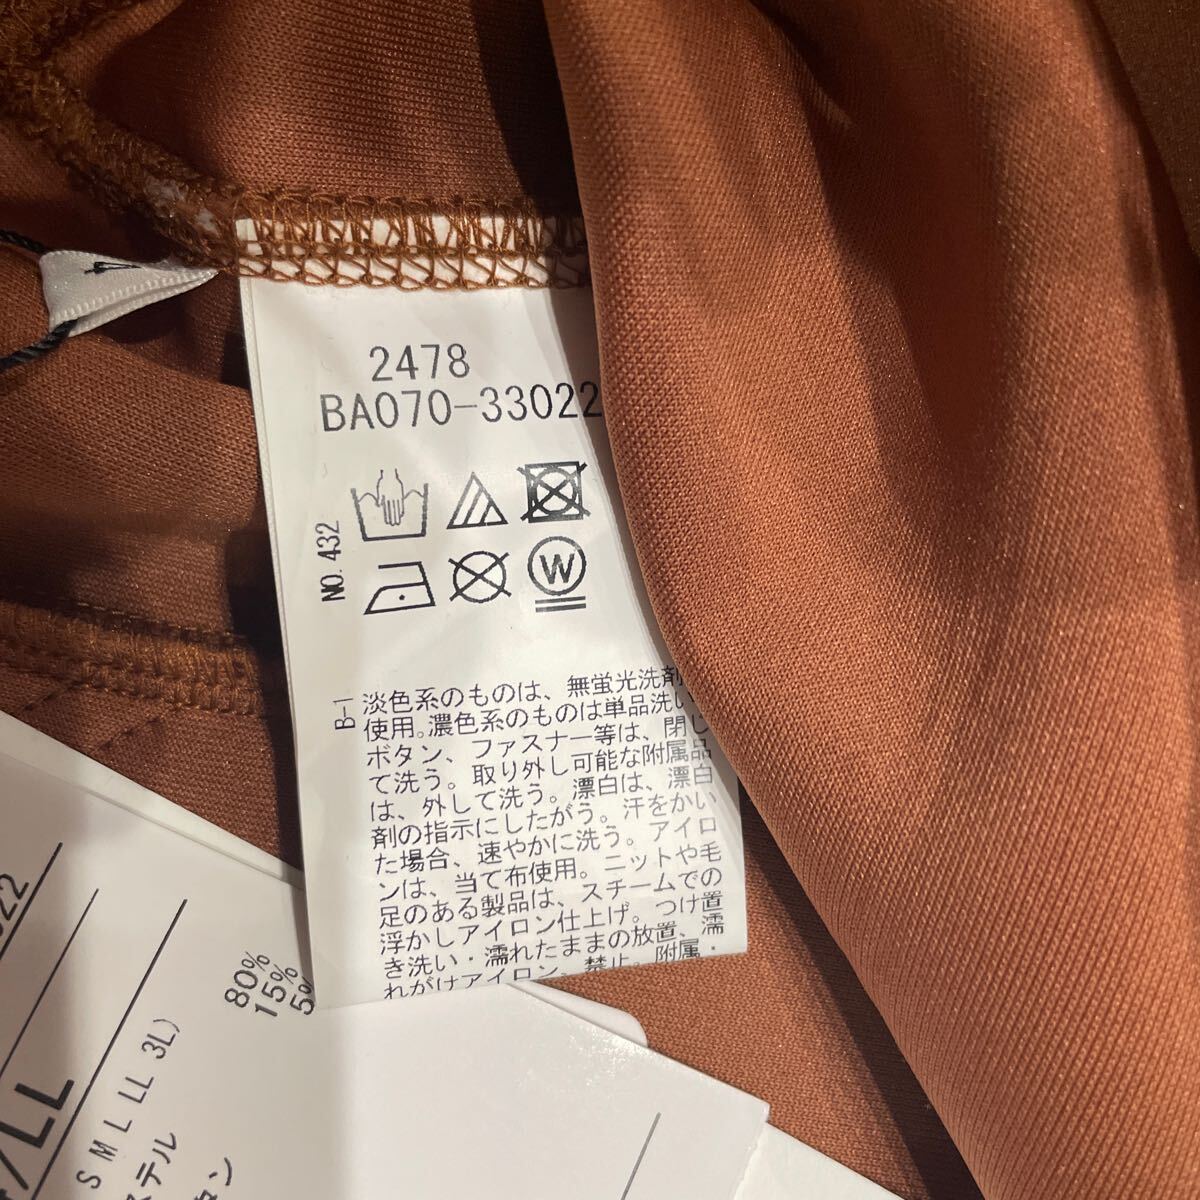 2478
BA070-33022
NO. 432
W
B-1
淡色系のものは、無蛍光洗剤
使用。濃色系のものは単品洗い
ボタン、ファスナー等は、閉じ
て洗う。取り外し可能な附属品
は、外して洗う。漂白は、漂白
剤の指示にしたがう。汗をかい
た場合、速やかに洗う。アイロ
ンは、当て布使用。ニットや毛
足のある製品は、スチームでの
浮かしアイロン仕上げ。つけ置
き洗い・濡れたままの放置、濡
れがけアイロン、禁止。附属・
022
80%
15%
5%
LL
S M L LL 3L)
ステル
タン